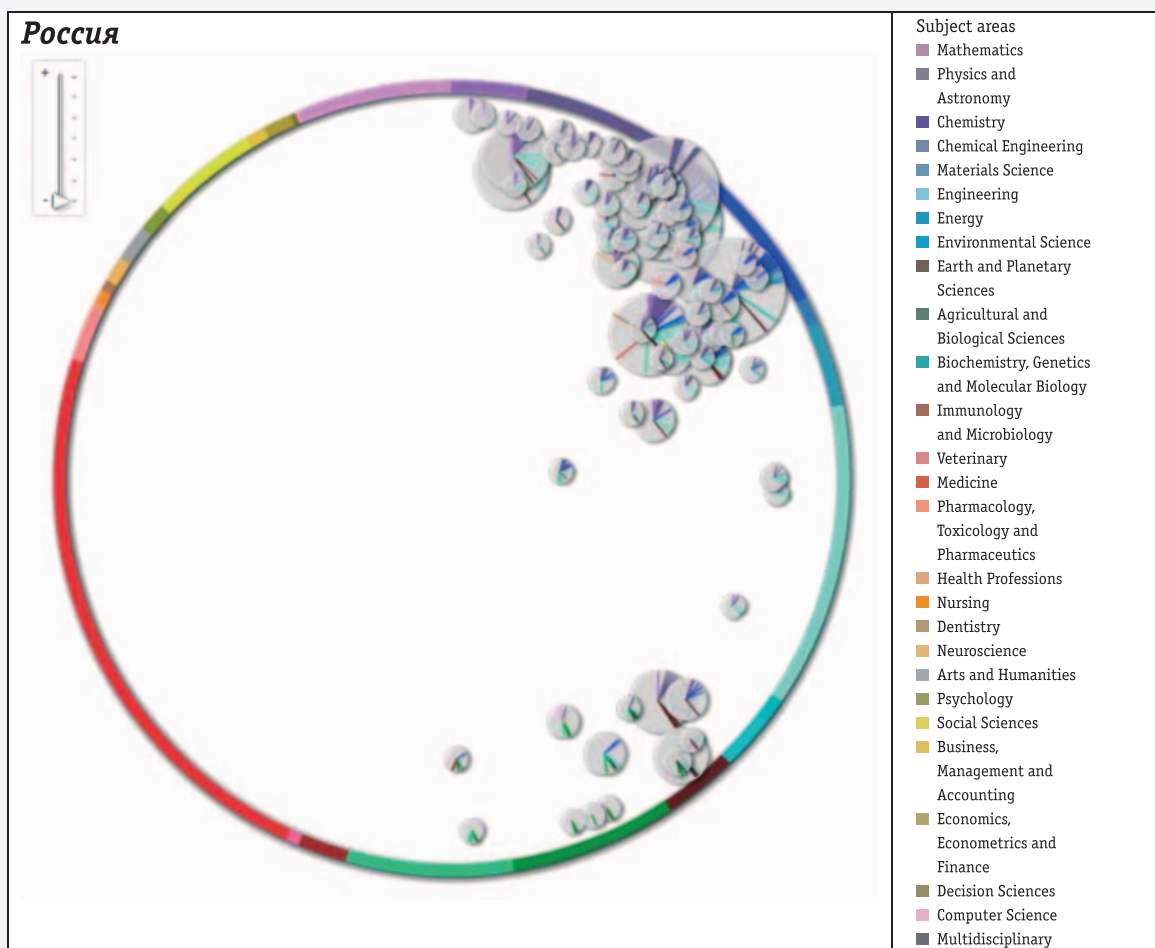 Россия
Subject areas
Mathematics
Physics and
Astronomy
Chemistry
Chemical Engineering
Materials Science
Engineering
Energy
Environmental Science
Earth and Planetary
Sciences
Agricultural and
Biological Sciences
Biochemistry, Genetics
and Molecular Biology
Immunology
and Microbiology
Veterinary
Medicine
Pharmacology,
Toxicology and
Pharmaceutics
Health Professions
Nursing
Dentistry
Neuroscience
Arts and Humanities
Psychology
Social Sciences
Business,
Management and
Accounting
Economics,
Econometrics and
Finance
Decision Sciences
Computer Science
Multidisciplinary